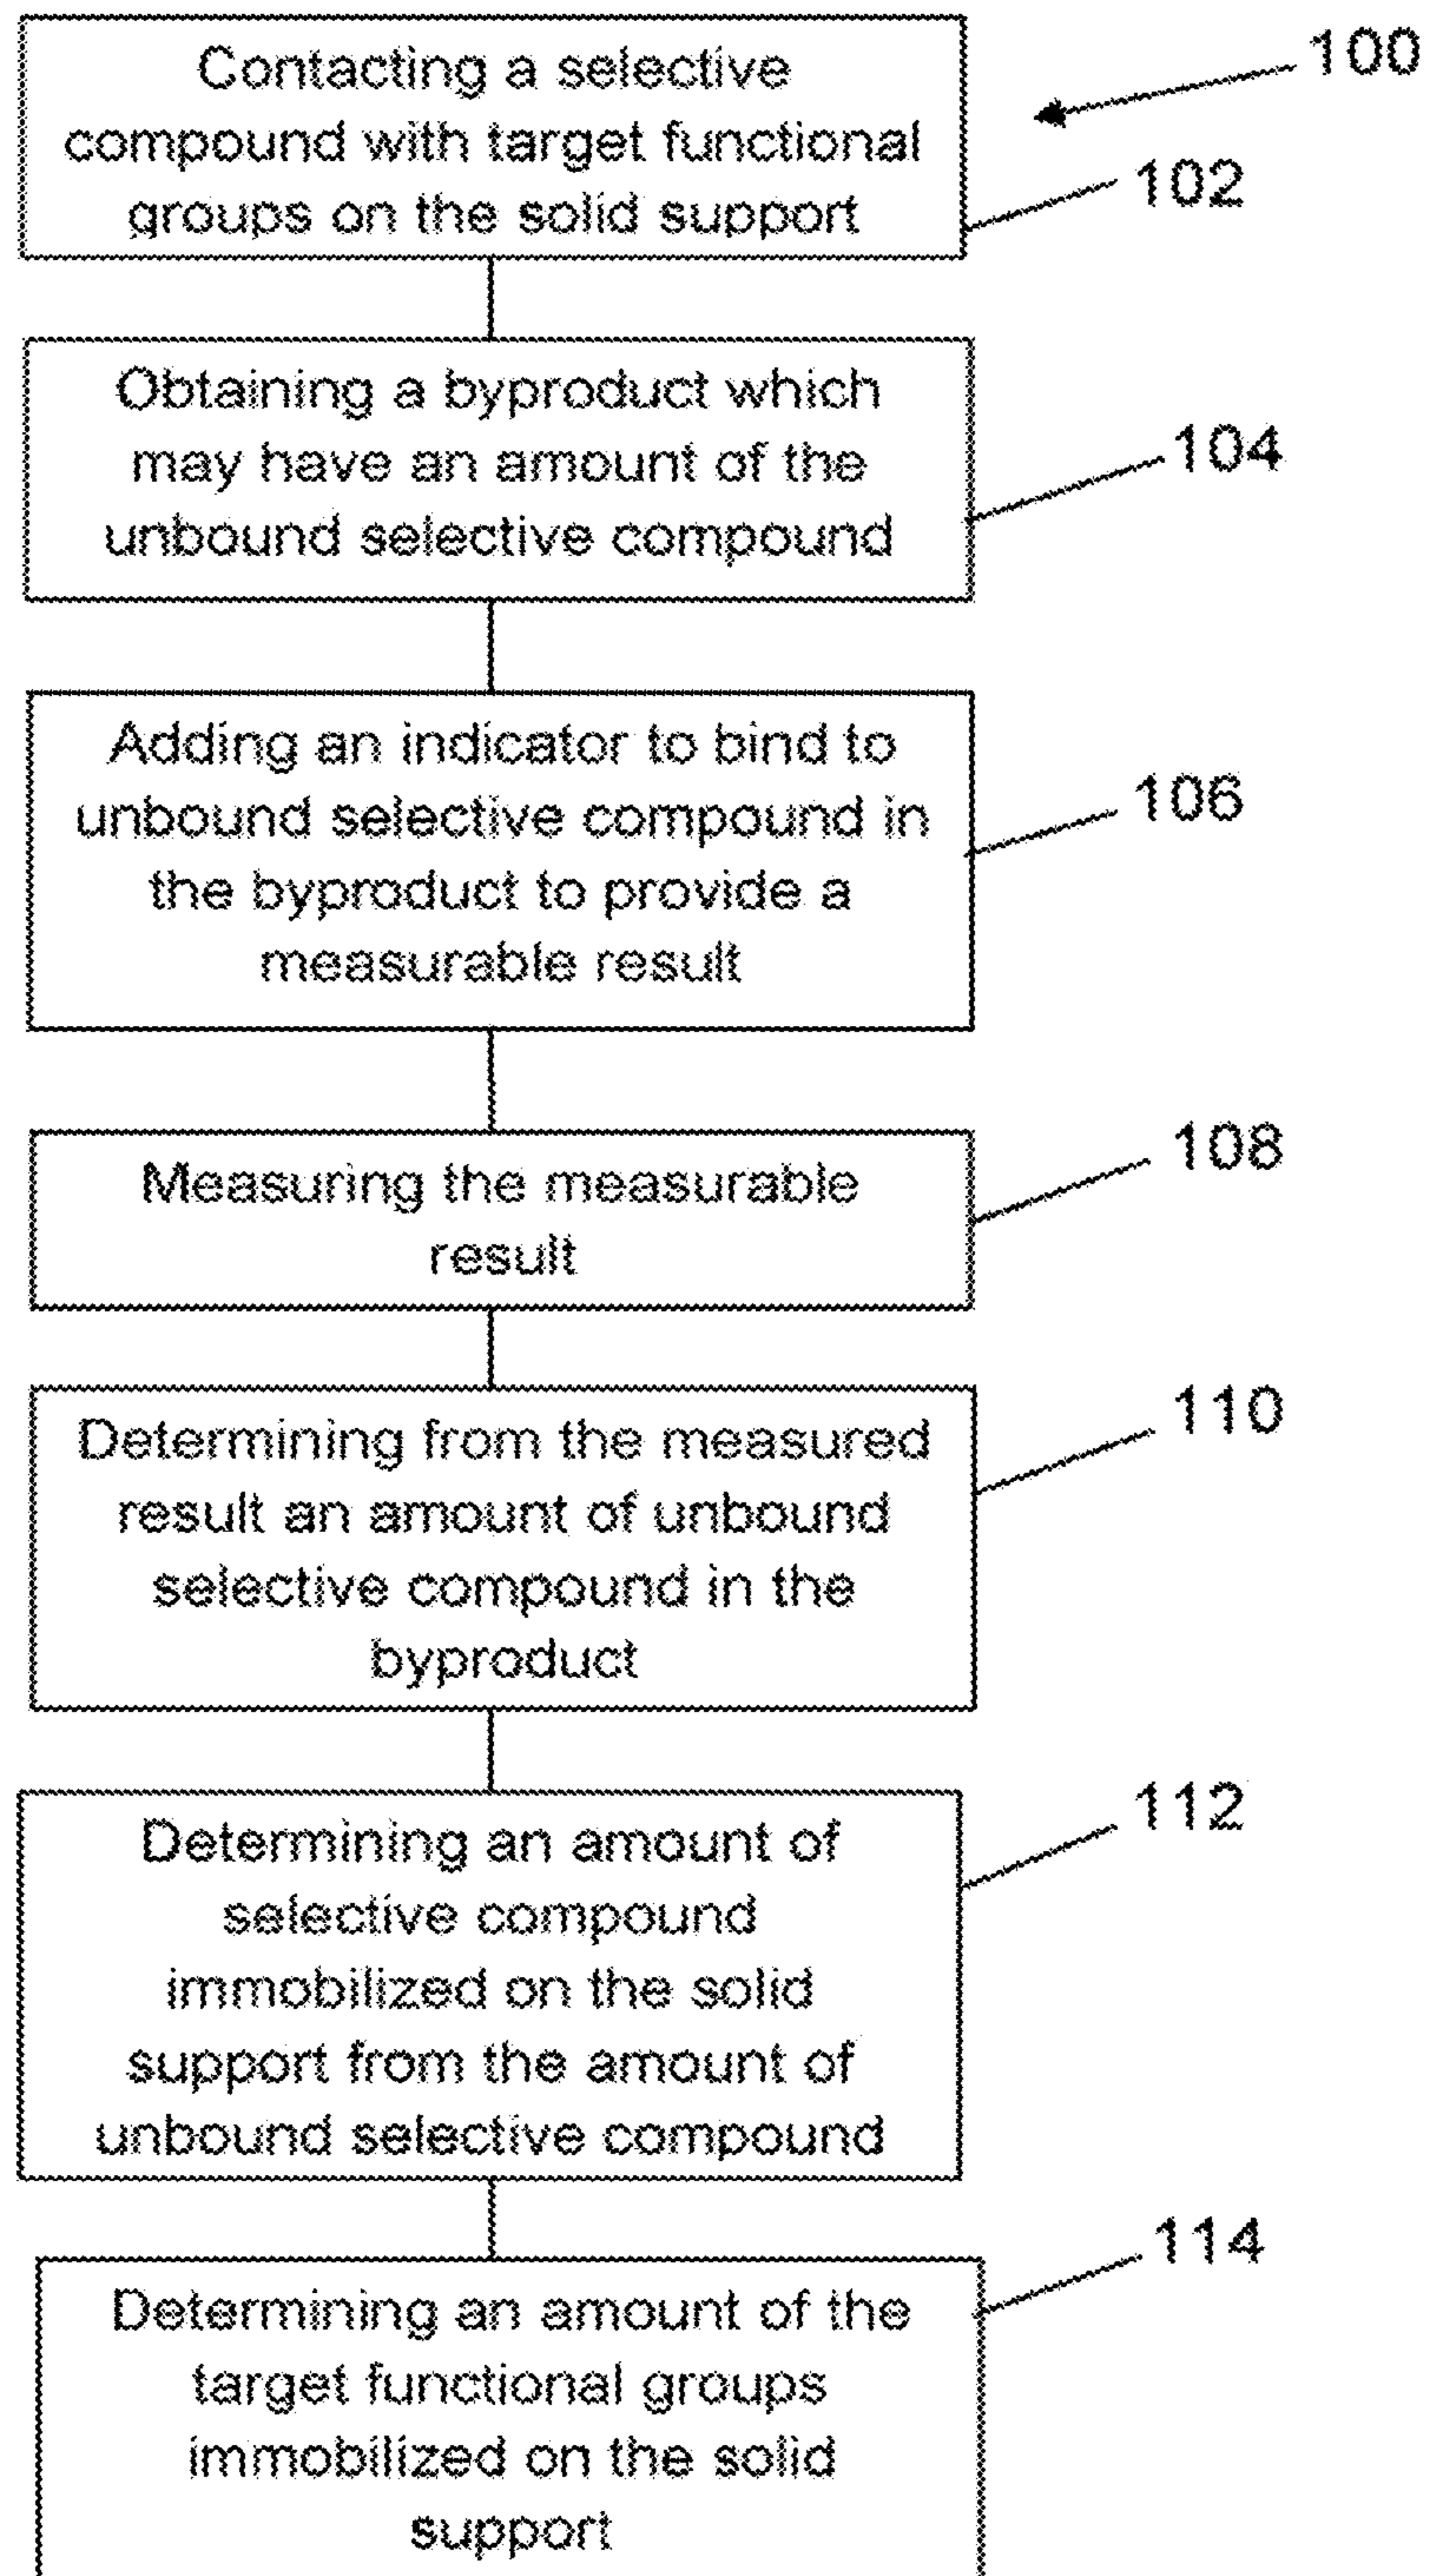 Contacting a selective
compound with target functional
groups on the solid support
100
102
Obtaining a byproduct which
may have an amount of the
unbound selective compound
104
Adding an indicator to bind to
unbound selective compound in
the byproduct to provide a
measurable result
106
Measuring the measurable
result
108
Determining from the measured
result an amount of unbound
selective compound in the
byproduct
110
Determining an amount of
selective compound
immobilized on the solid
support from the amount of
unbound selective compound
112
Determining an amount of the
target functional groups
immobilized on the solid
support
114